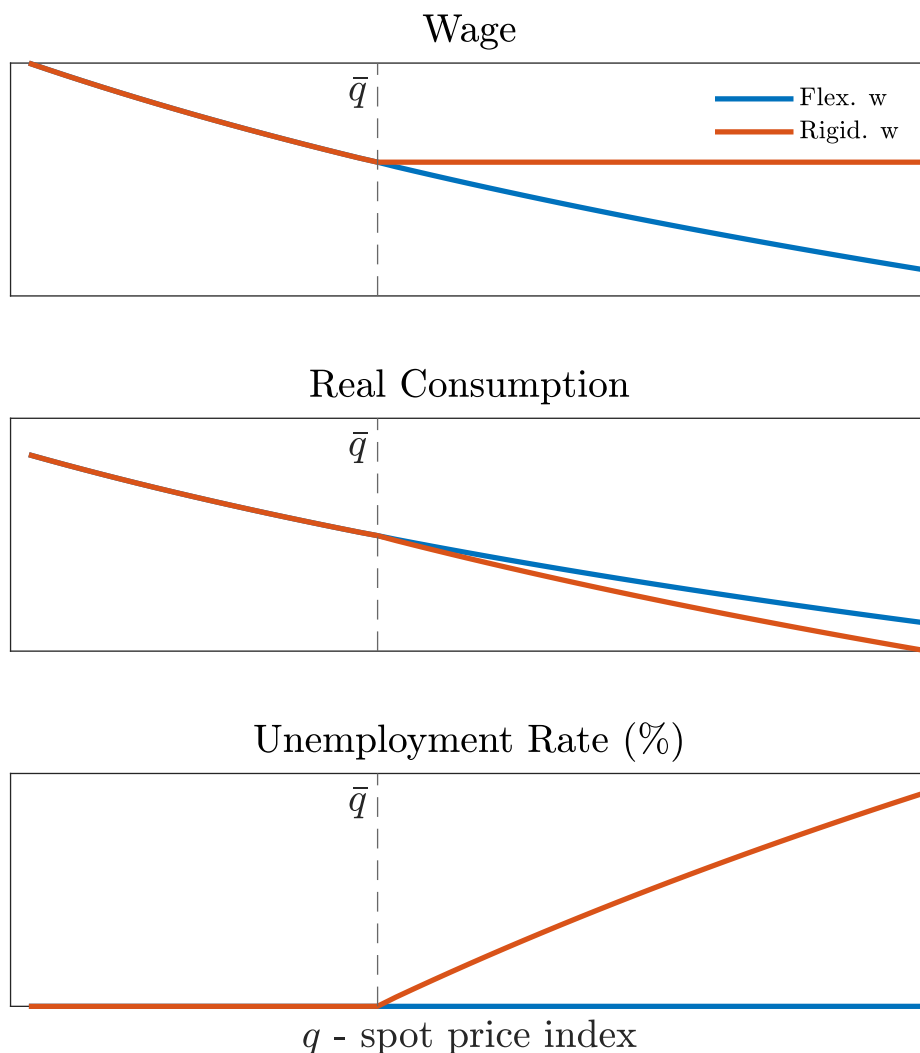 Wage
q̄
Flex. w
Rigid. w
Real Consumption
q̄
Unemployment Rate (%)
q̄
q - spot price index